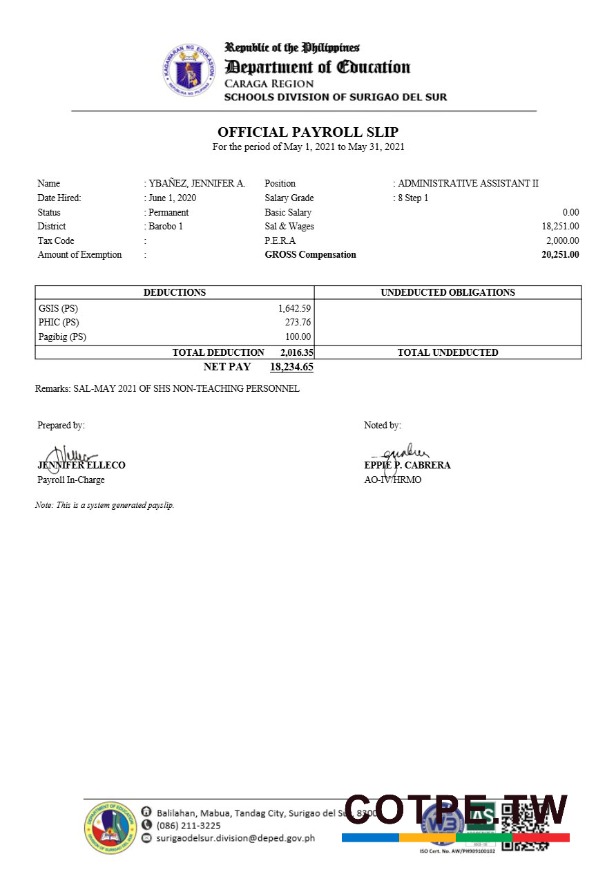 Republic of the Philippines
Department of Education
CARAGA REGION
SCHOOLS DIVISION OF SURIGAO DEL SUR
OFFICIAL PAYROLL SLIP
For the period of May 1, 2021 to May 31, 2021
Name : YBAÑEZ, JENNIFER A. Position : ADMINISTRATIVE ASSISTANT II
Date Hired: : June 1, 2020 Salary Grade : 8 Step 1
Status : Permanent Basic Salary 0.00
District : Barobo 1 Sal & Wages 18,251.00
Tax Code : P.E.R.A 2,000.00
Amount of Exemption : GROSS Compensation 20,251.00
DEDUCTIONS UNDEDUCTED OBLIGATIONS
GSIS (PS) 1,642.59
PHIC (PS) 273.76
Pagibig (PS) 100.00
TOTAL DEDUCTION 2,016.35 TOTAL UNDEDUCTED
NET PAY 18,234.65
Remarks: SAL-MAY 2021 OF SHS NON-TEACHING PERSONNEL
Prepared by: Noted by:
JENNIFER ELLECO EPPIE P. CABRERA
Payroll In-Charge AO-IV/HRMO
Note: This is a system generated payslip.
Balilahan, Mabua, Tandag City, Surigao del Sur, 8300
(086) 211-3225
surigaodelsur.division@deped.gov.ph
COTPE.TW
ISO Cert. No. AW/PH909100102